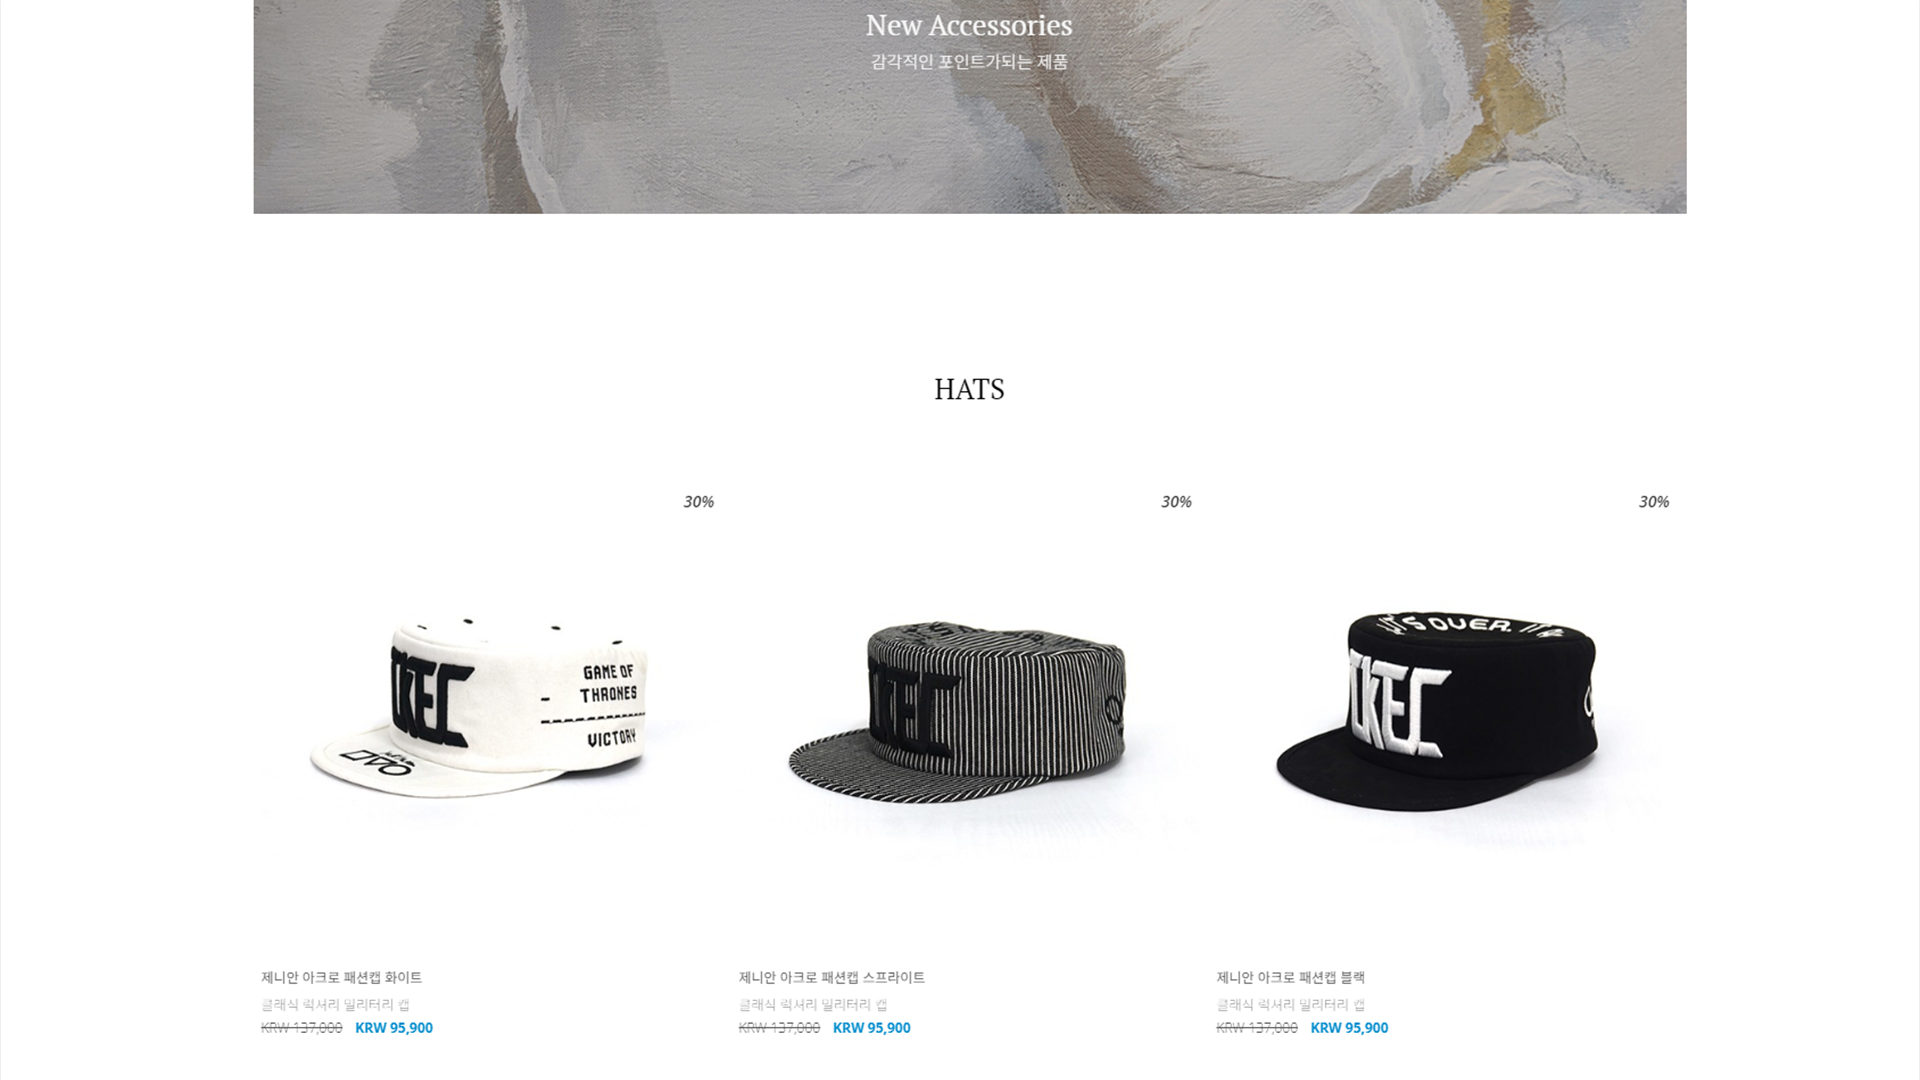 New Accessories
감각적인 포인트가되는 제품
HATS
30%
30%
30%
GAME OF
THRONES
VICTORY
IT'S OVER. IT'S
제니안 아크로 패션캡 화이트
클래식 럭셔리 밀리터리 캡
KRW 137,000 KRW 95,900
제니안 아크로 패션캡 스프라이트
클래식 럭셔리 밀리터리 캡
KRW 137,000 KRW 95,900
제니안 아크로 패션캡 블랙
클래식 럭셔리 밀리터리 캡
KRW 137,000 KRW 95,900